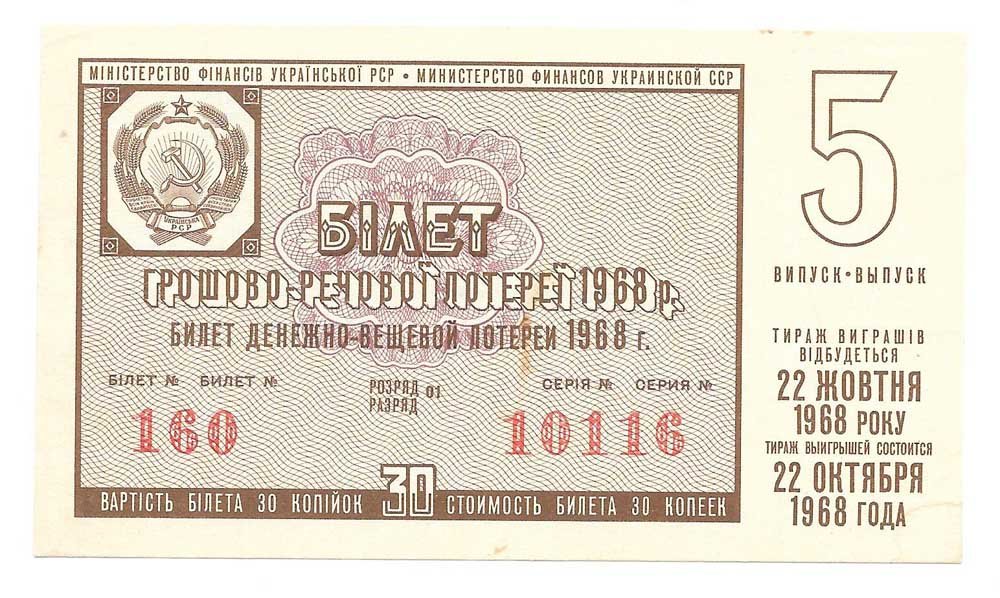 МІНІСТЕРСТВО ФІНАНСІВ УКРАЇНСЬКОЇ РСР • МИНИСТЕРСТВО ФИНАНСОВ УКРАИНСКОЙ ССР
УКРАЇНСЬКА
РСР
БІЛЕТ
ГРОШОВО-РЕЧОВОЇ ЛОТЕРЕЇ 1968 р.
БИЛЕТ ДЕНЕЖНО-ВЕЩЕВОЙ ЛОТЕРЕИ 1968 г.
БІЛЕТ № БИЛЕТ №
160
РОЗРЯД 01
РАЗРЯД
СЕРІЯ № СЕРИЯ №
10116
ВАРТІСТЬ БІЛЕТА 30 КОПІЙОК 30 СТОИМОСТЬ БИЛЕТА 30 КОПЕЕК
5
ВИПУСК • ВЫПУСК
ТИРАЖ ВИГРАШІВ
ВІДБУДЕТЬСЯ
22 ЖОВТНЯ
1968 РОКУ
ТИРАЖ ВЫИГРЫШЕЙ СОСТОИТСЯ
22 ОКТЯБРЯ
1968 ГОДА